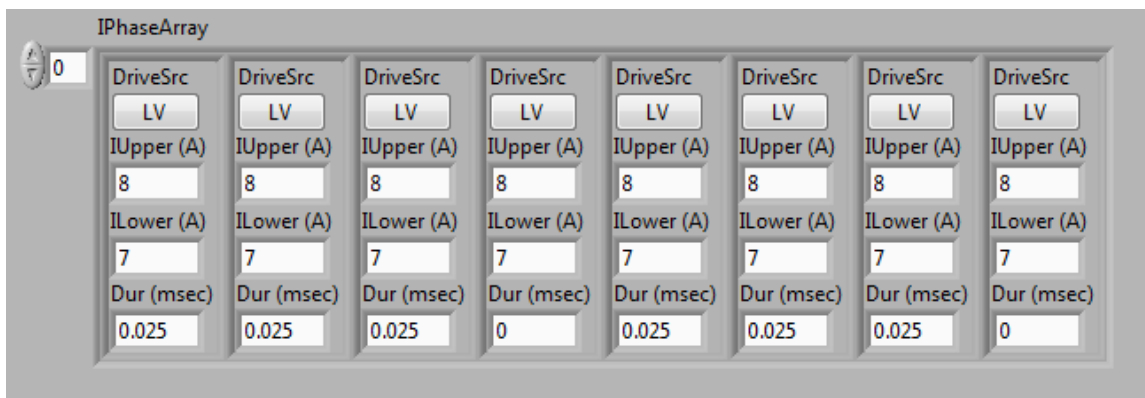 IPhaseArray
0
DriveSrc DriveSrc DriveSrc DriveSrc DriveSrc DriveSrc DriveSrc DriveSrc
LV LV LV LV LV LV LV LV
IUpper (A) IUpper (A) IUpper (A) IUpper (A) IUpper (A) IUpper (A) IUpper (A) IUpper (A)
8 8 8 8 8 8 8 8
ILower (A) ILower (A) ILower (A) ILower (A) ILower (A) ILower (A) ILower (A) ILower (A)
7 7 7 7 7 7 7 7
Dur (msec) Dur (msec) Dur (msec) Dur (msec) Dur (msec) Dur (msec) Dur (msec) Dur (msec)
0.025 0.025 0.025 0 0.025 0.025 0.025 0